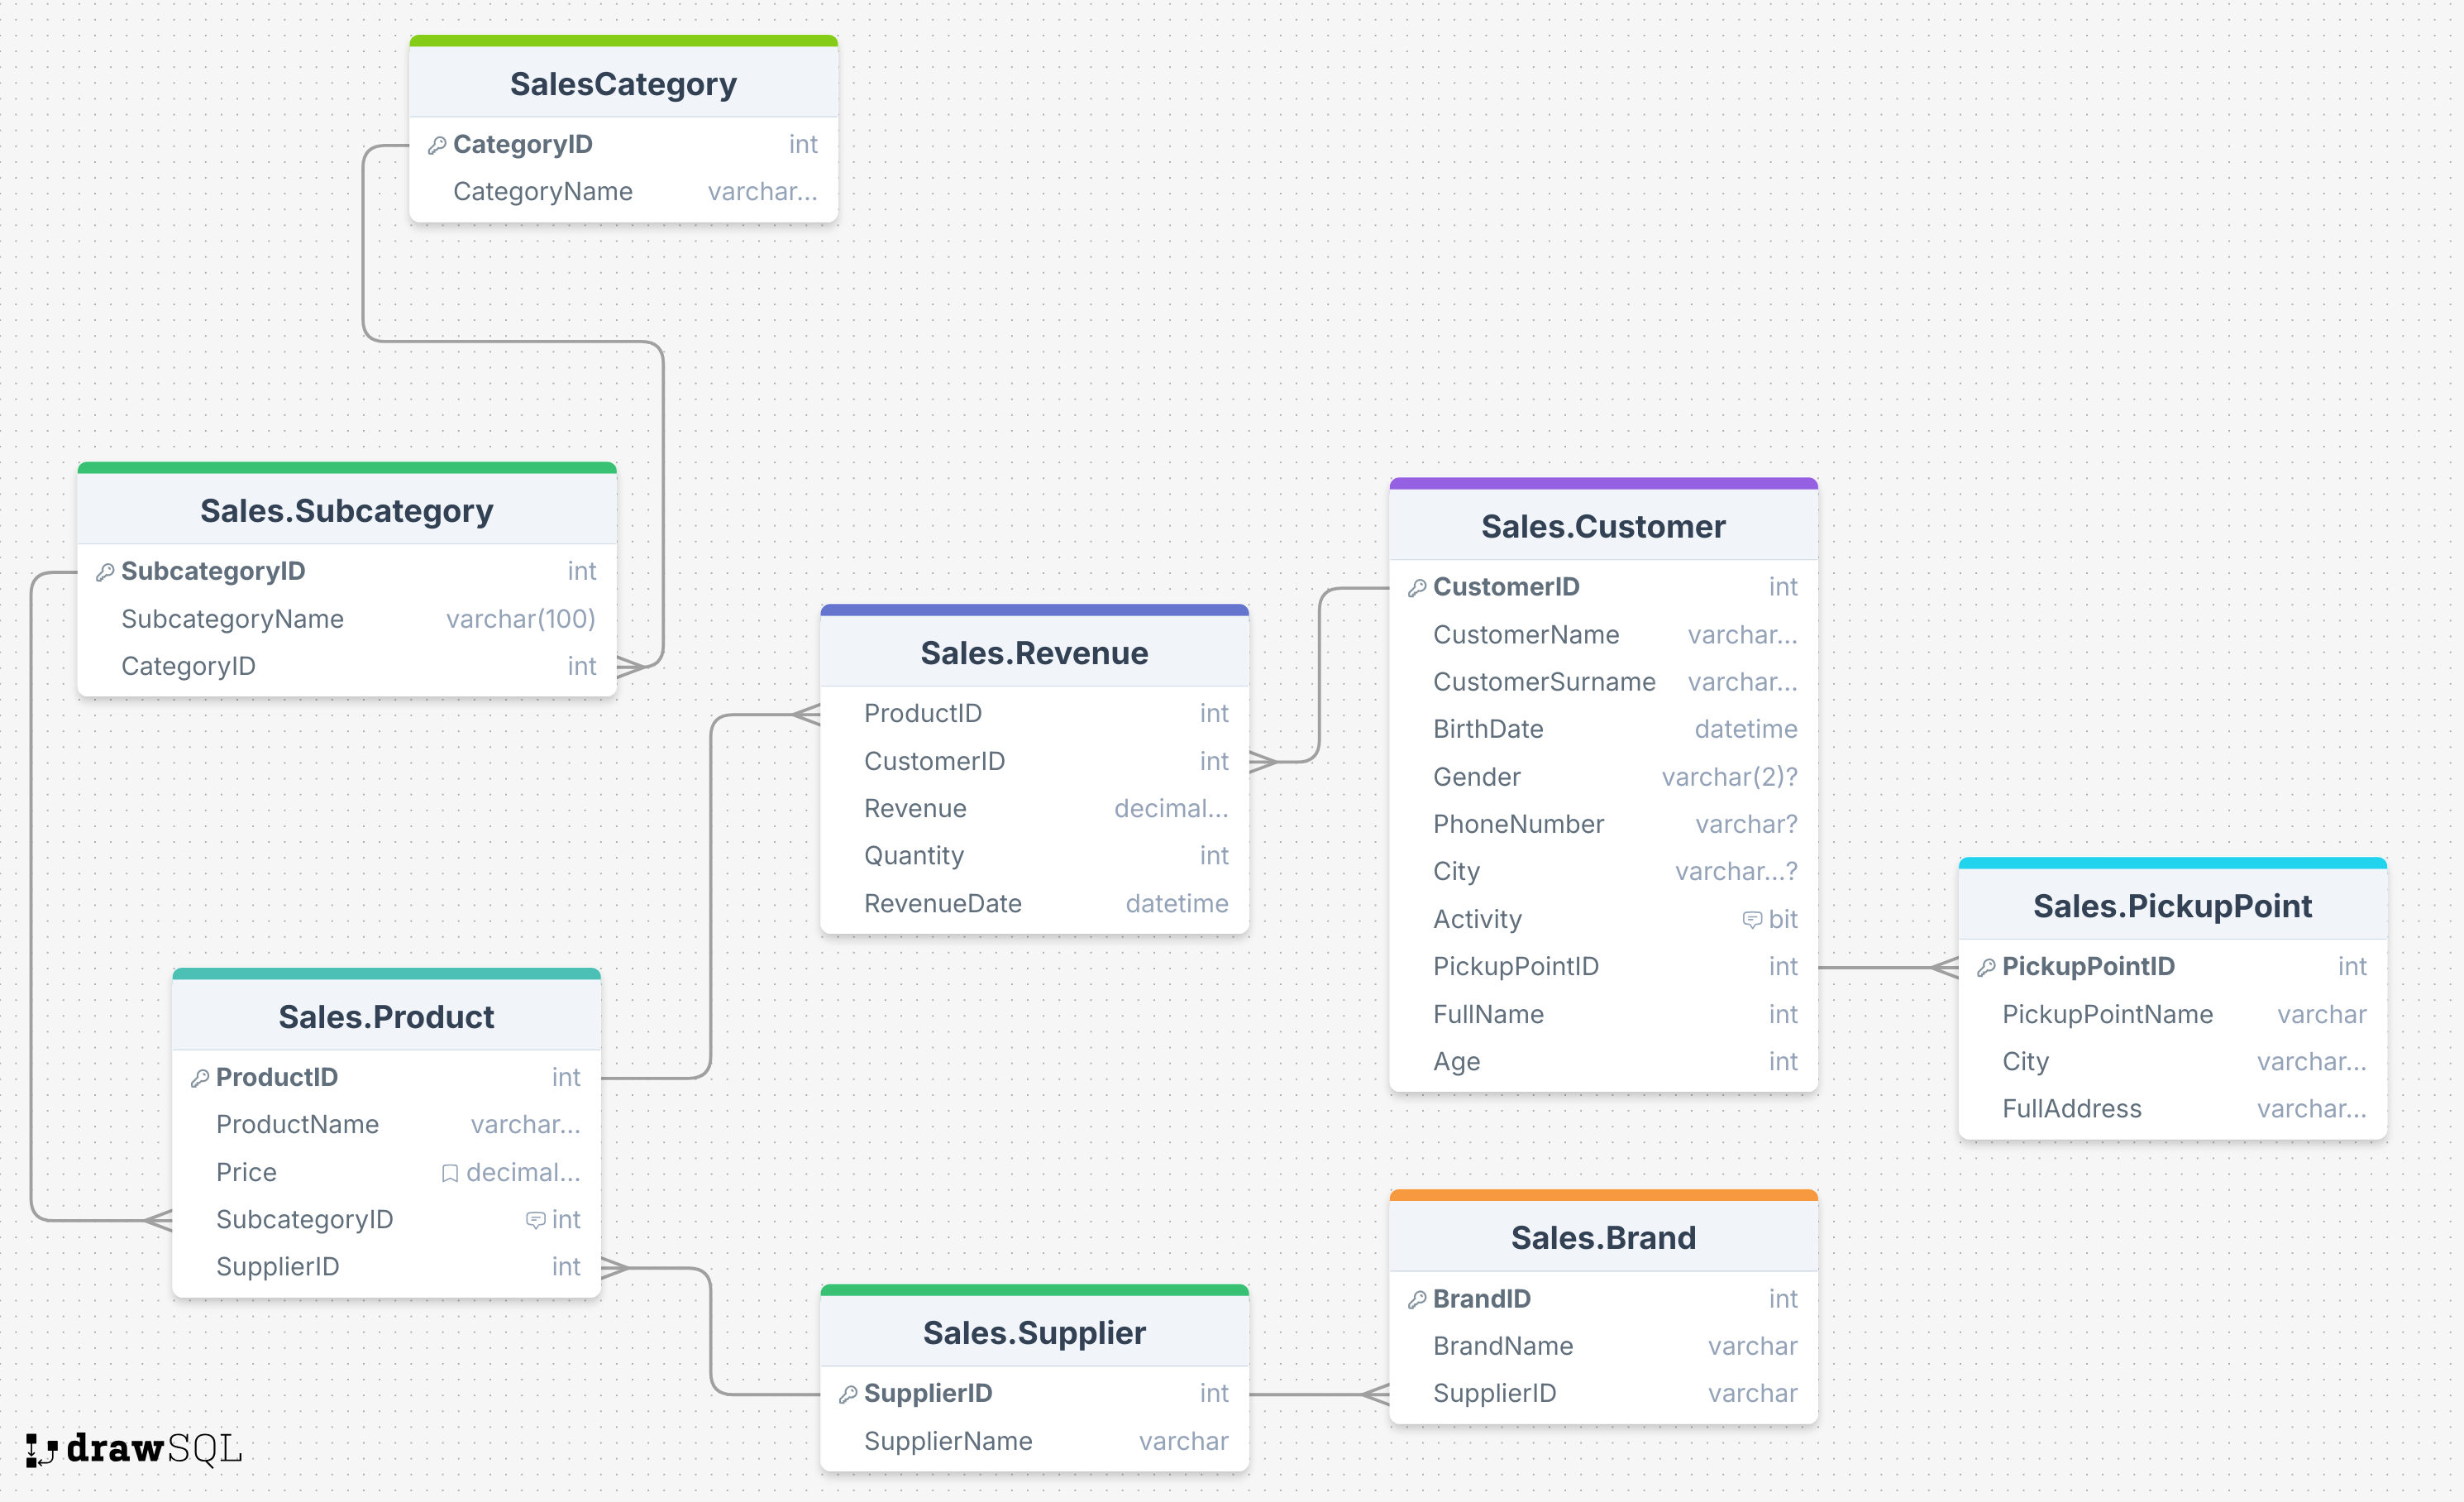 SalesCategory
CategoryID int
CategoryName varchar...
Sales.Subcategory
SubcategoryID int
SubcategoryName varchar(100)
CategoryID int
Sales.Revenue
ProductID int
CustomerID int
Revenue decimal...
Quantity int
RevenueDate datetime
Sales.Customer
CustomerID int
CustomerName varchar...
CustomerSurname varchar...
BirthDate datetime
Gender varchar(2)?
PhoneNumber varchar?
City varchar...?
Activity bit
PickupPointID int
FullName int
Age int
Sales.PickupPoint
PickupPointID int
PickupPointName varchar
City varchar...
FullAddress varchar...
Sales.Product
ProductID int
ProductName varchar...
Price decimal...
SubcategoryID int
SupplierID int
Sales.Supplier
SupplierID int
SupplierName varchar
Sales.Brand
BrandID int
BrandName varchar
SupplierID varchar
drawSQL